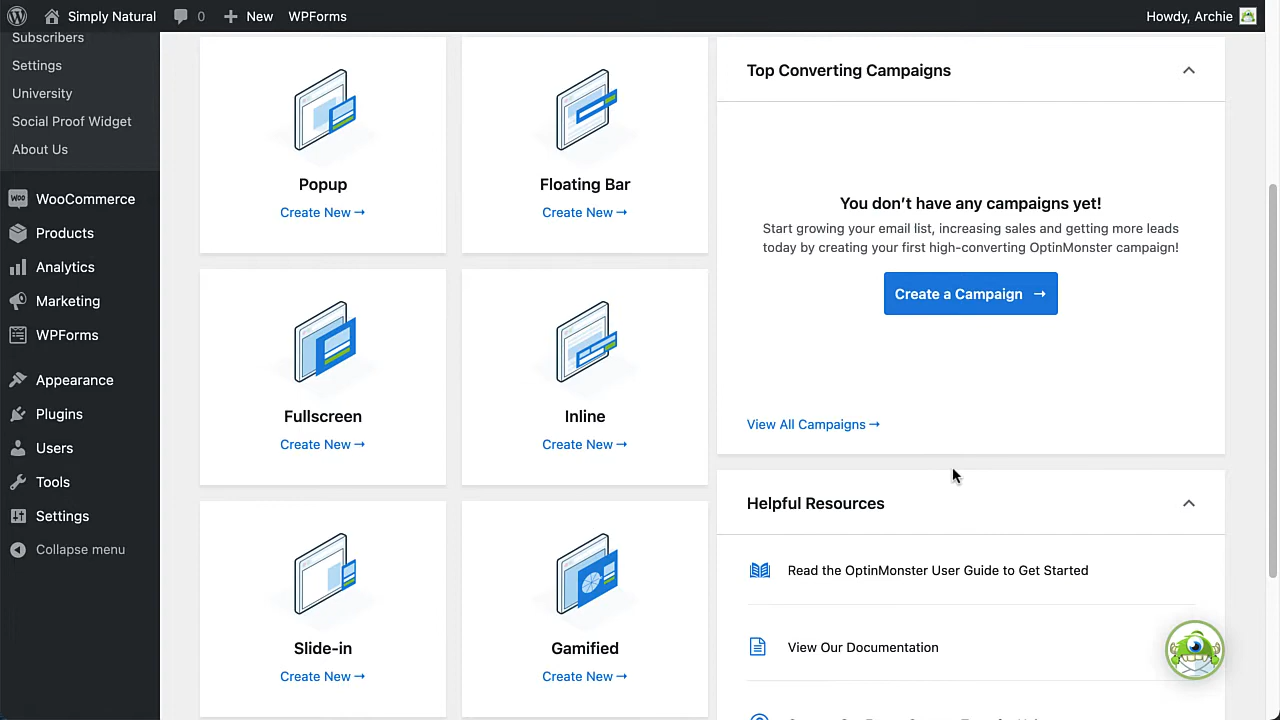 Simply Natural
0
New
WPForms
Howdy, Archie
Subscribers
Settings
University
Social Proof Widget
About Us
WOO
WooCommerce
Products
Analytics
Marketing
WPForms
Appearance
Plugins
Users
Tools
Settings
Collapse menu
Popup
Create New →
Floating Bar
Create New →
Fullscreen
Create New →
Inline
Create New →
Slide-in
Create New →
Gamified
Create New →
Top Converting Campaigns
You don’t have any campaigns yet!
Start growing your email list, increasing sales and getting more leads
today by creating your first high-converting OptinMonster campaign!
Create a Campaign →
View All Campaigns →
Helpful Resources
Read the OptinMonster User Guide to Get Started
View Our Documentation